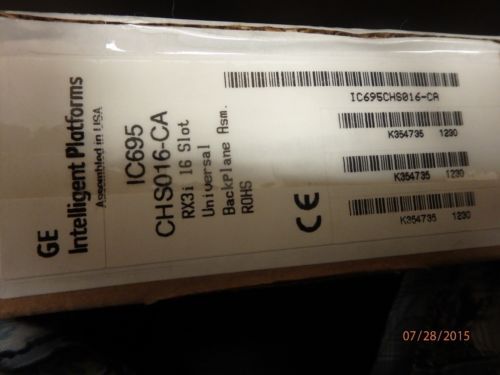 GE
Intelligent Platforms
Assembled in USA
IC695
CHS016-CA
RX3i 16 Slot
Universal
BackPlane Asm.
ROHS
CE
IC695CHS016-CA
K354735 1230
K354735 1230
K354735 1230
07/28/2015